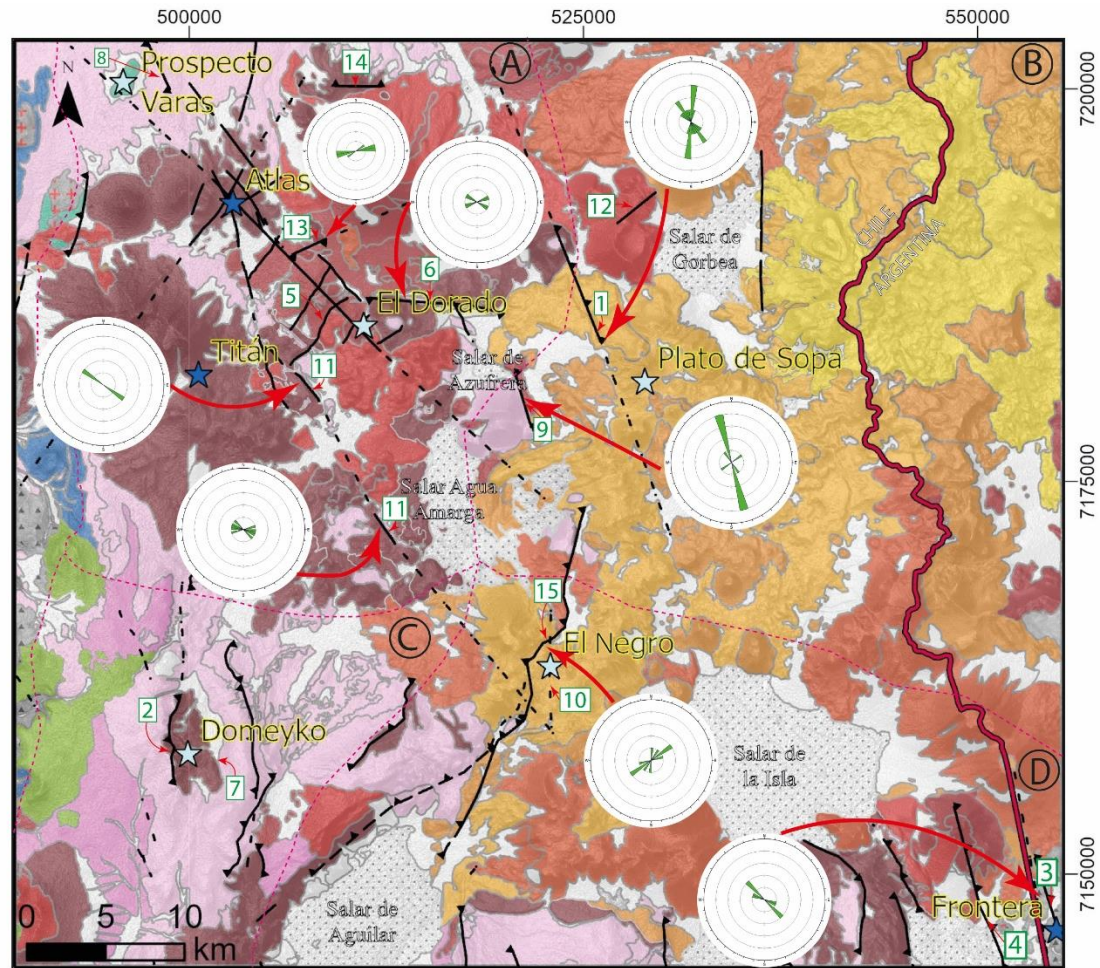 500000
525000
550000
A
B
8
Prospecto
Varas
N
14
7200000
Atlas
12
CHILE
ARGENTINA
Salar de
Gorbea
13
6
5
El Dorado
1
Titán
Salar de
Azufrera
Plato de Sopa
11
9
7175000
Salar Agua
Amarga
11
15
C
El Negro
2
10
Domeyko
7
Salar de
la Isla
D
7150000
3
Frontera
4
0 5 10
km
Salar de
Aguilar